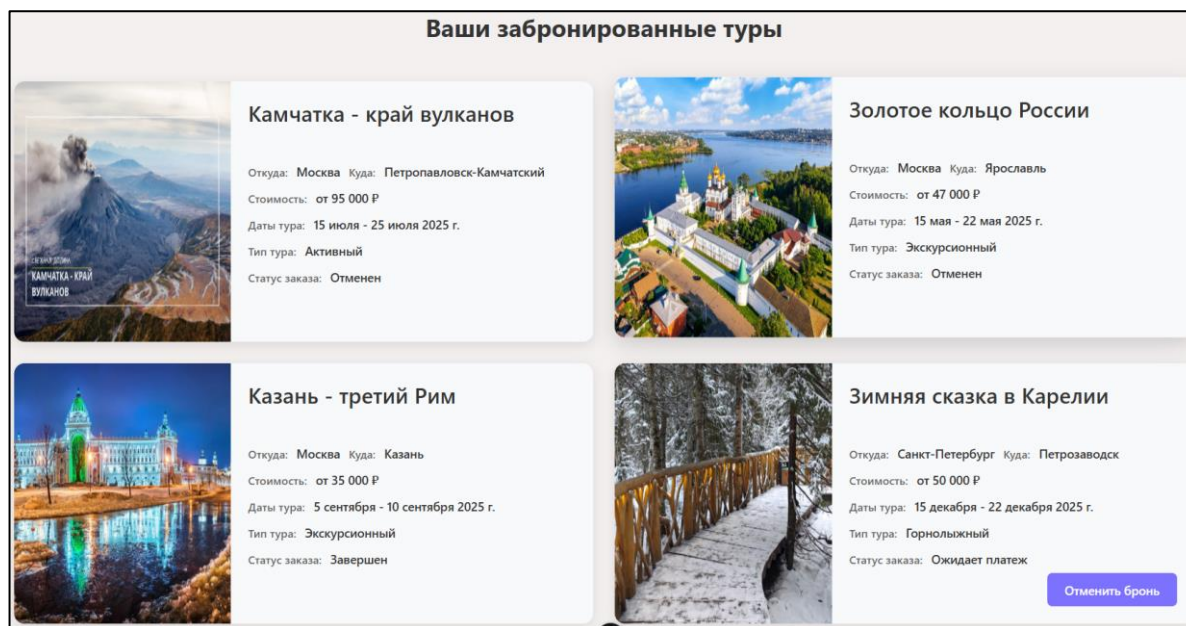 Ваши забронированные туры
Камчатка - край вулканов
Откуда: Москва Куда: Петропавловск-Камчатский
Стоимость: от 95 000 ₽
Даты тура: 15 июля - 25 июля 2025 г.
Тип тура: Активный
Статус заказа: Отменен
КАМЧАТКА - КРАЙ
ВУЛКАНОВ
Золотое кольцо России
Откуда: Москва Куда: Ярославль
Стоимость: от 47 000 ₽
Даты тура: 15 мая - 22 мая 2025 г.
Тип тура: Экскурсионный
Статус заказа: Отменен
Казань - третий Рим
Откуда: Москва Куда: Казань
Стоимость: от 35 000 ₽
Даты тура: 5 сентября - 10 сентября 2025 г.
Тип тура: Экскурсионный
Статус заказа: Завершен
Зимняя сказка в Карелии
Откуда: Санкт-Петербург Куда: Петрозаводск
Стоимость: от 50 000 ₽
Даты тура: 15 декабря - 22 декабря 2025 г.
Тип тура: Горнолыжный
Статус заказа: Ожидает платеж
Отменить бронь